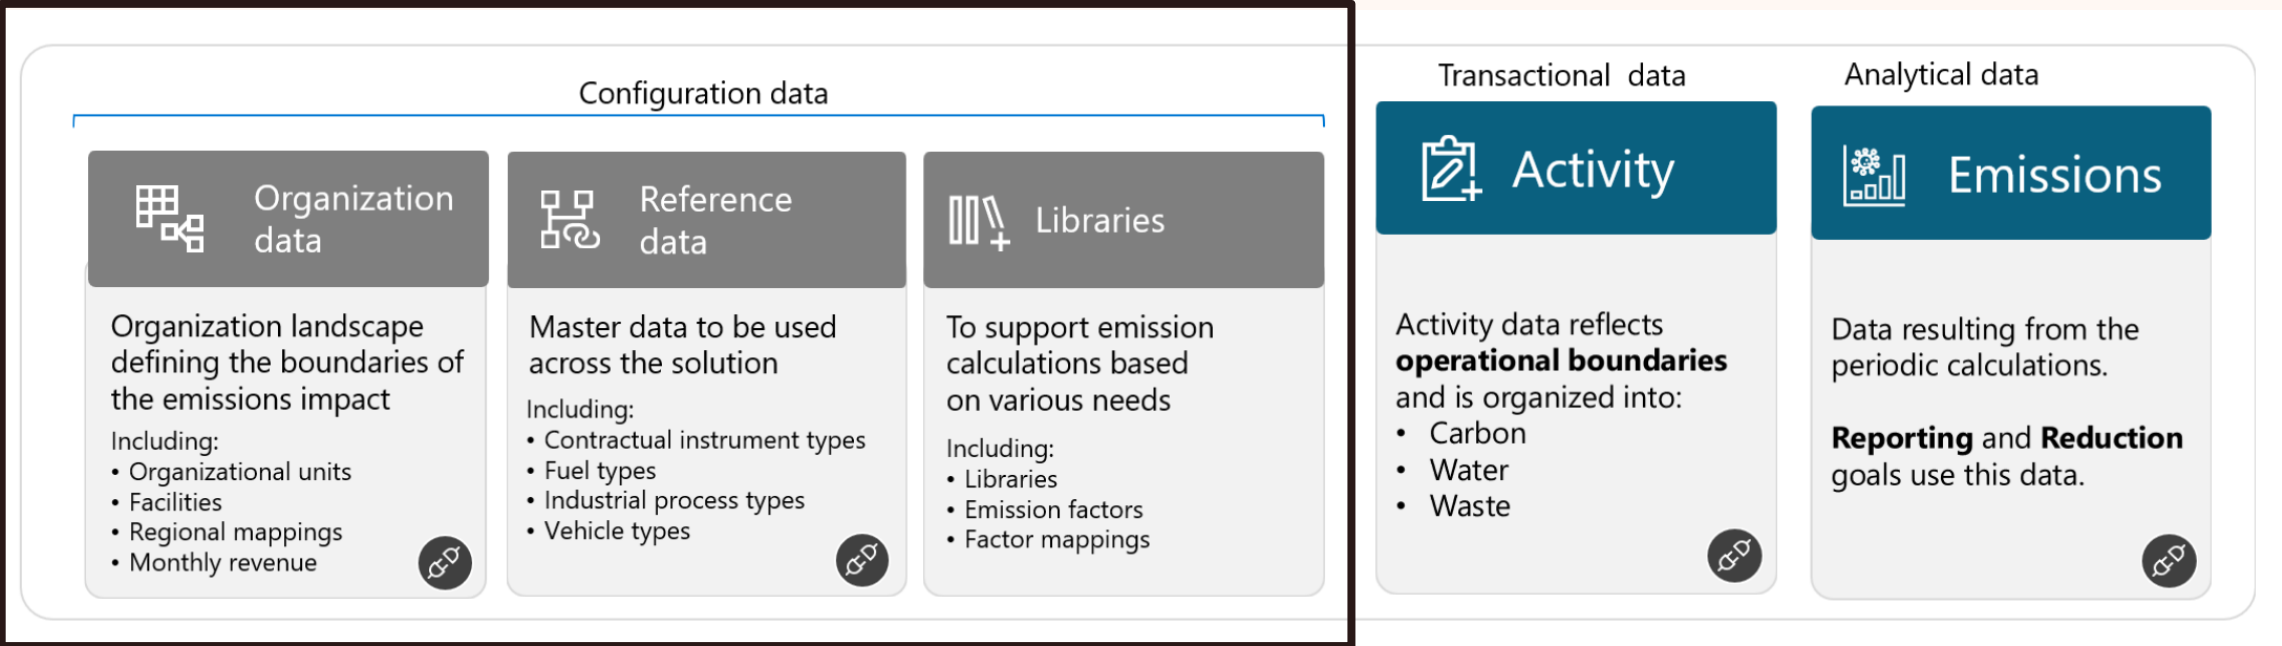 Configuration data
Organization
data
Organization landscape
defining the boundaries of
the emissions impact
Including:
• Organizational units
• Facilities
• Regional mappings
• Monthly revenue
Reference
data
Master data to be used
across the solution
Including:
• Contractual instrument types
• Fuel types
• Industrial process types
• Vehicle types
Libraries
To support emission
calculations based
on various needs
Including:
• Libraries
• Emission factors
• Factor mappings
Transactional data
Activity
Activity data reflects
operational boundaries
and is organized into:
• Carbon
• Water
• Waste
Analytical data
Emissions
Data resulting from the
periodic calculations.
Reporting and Reduction
goals use this data.